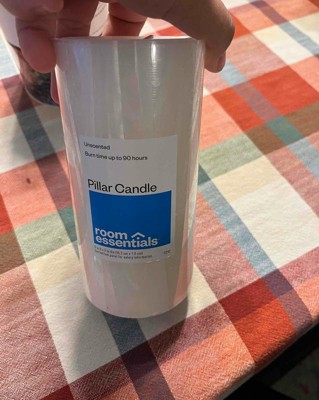 Unscented
Burn time up to 90 hours
Pillar Candle
room
essentials